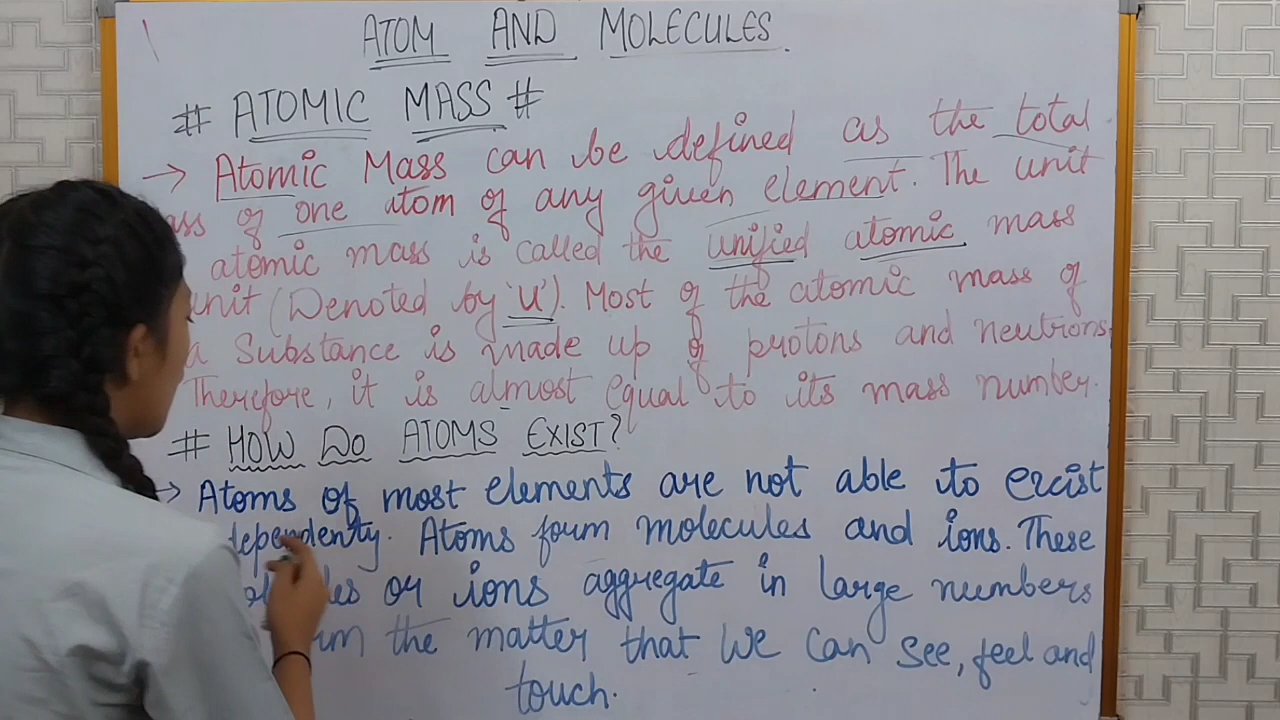 ATOM AND MOLECULES.
# ATOMIC MASS #
→ Atomic Mass can be defined as the total
ass of one atom of any given element. The unit
atomic mass is called the unified atomic mass
unit (Denoted by 'U'). Most of the atomic mass of
a Substance is made up of protons and neutrons.
Therefore, it is almost equal to its mass number.
# HOW DO ATOMS EXIST?
→ Atoms of most elements are not able to exist
dependenty. Atoms form molecules and ions. These
les or ions aggregate in large numbers
the matter that we can see, feel and
touch.